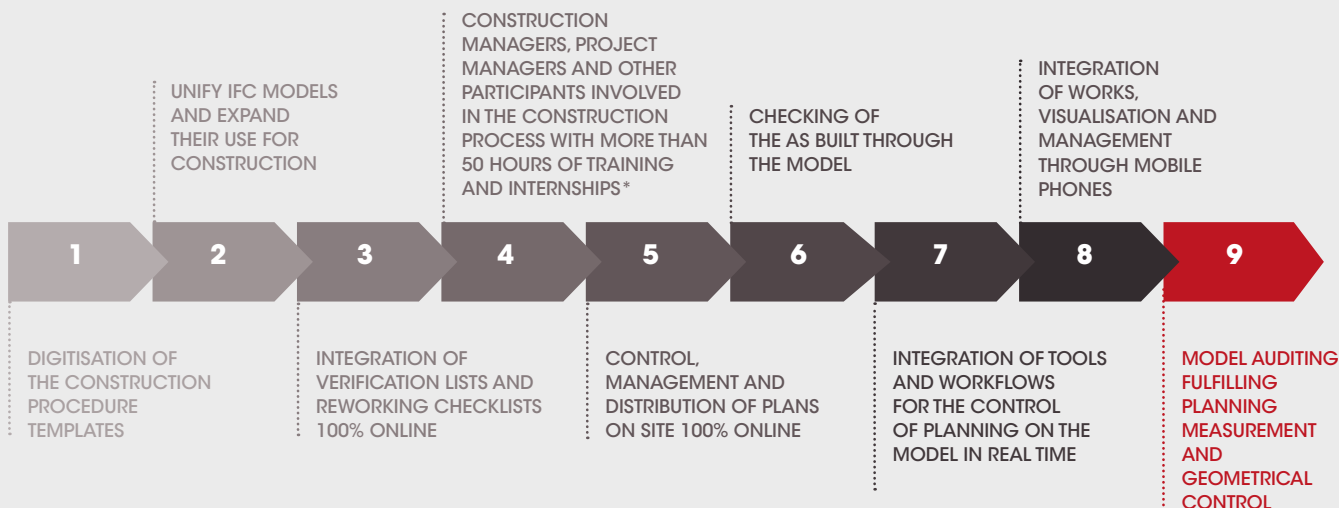 CONSTRUCTION
MANAGERS, PROJECT
MANAGERS AND OTHER
PARTICIPANTS INVOLVED
IN THE CONSTRUCTION
PROCESS WITH MORE THAN
50 HOURS OF TRAINING
AND INTERNSHIPS*
UNIFY IFC MODELS
AND EXPAND
THEIR USE FOR
CONSTRUCTION
CHECKING OF
THE AS BUILT THROUGH
THE MODEL
INTEGRATION
OF WORKS,
VISUALISATION AND
MANAGEMENT
THROUGH MOBILE
PHONES
1 2 3 4 5 6 7 8 9
DIGITISATION OF
THE CONSTRUCTION
PROCEDURE
TEMPLATES
INTEGRATION OF
VERIFICATION LISTS AND
REWORKING CHECKLISTS
100% ONLINE
CONTROL,
MANAGEMENT AND
DISTRIBUTION OF PLANS
ON SITE 100% ONLINE
INTEGRATION OF TOOLS
AND WORKFLOWS
FOR THE CONTROL
OF PLANNING ON THE
MODEL IN REAL TIME
MODEL AUDITING
FULFILLING
PLANNING
MEASUREMENT
AND
GEOMETRICAL
CONTROL